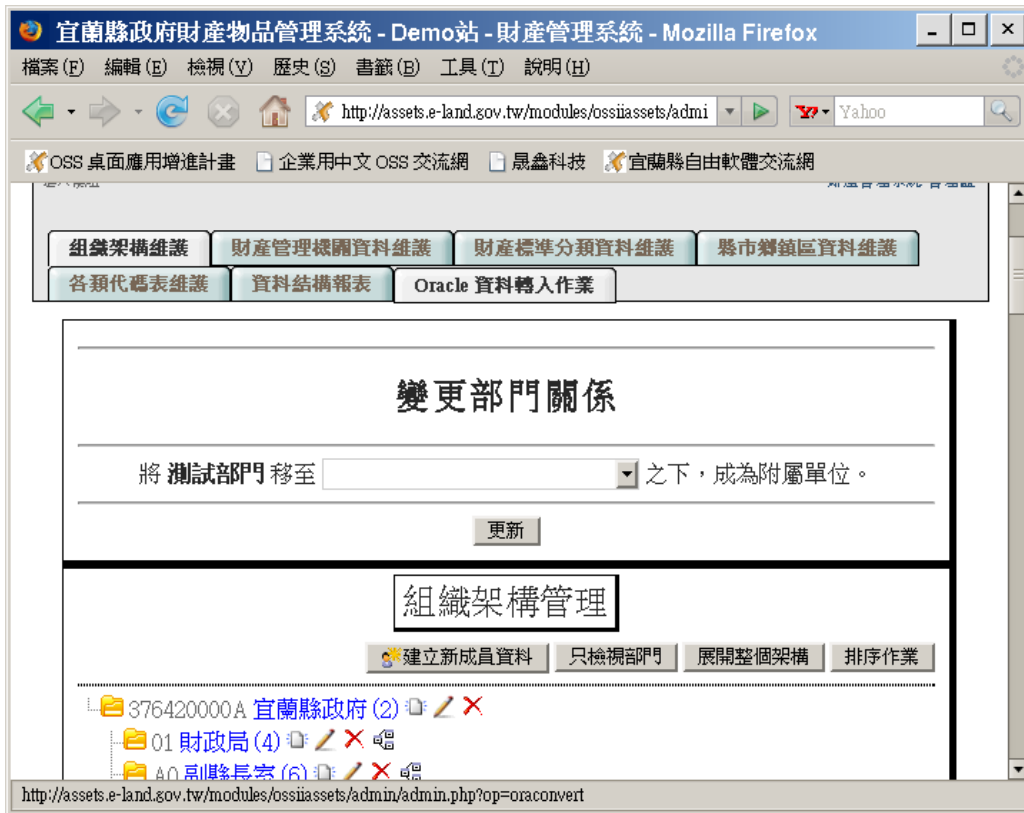 宜蘭縣政府財產物品管理系統 - Demo站 - 財產管理系統 - Mozilla Firefox
檔案(F) 編輯(E) 檢視(V) 歷史(S) 書籤(B) 工具(T) 說明(H)
http://assets.e-land.gov.tw/modules/ossiiassets/admi Yahoo
OSS 桌面應用增進計畫 企業用中文 OSS 交流網 晟鑫科技 宜蘭縣自由軟體交流網
組織架構維護 財產管理機關資料維護 財產標準分類資料維護 縣市鄉鎮區資料維護
各類代碼表維護 資料結構報表 Oracle 資料轉入作業
變更部門關係
將 測試部門 移至 之下，成為附屬單位。
更新
組織架構管理
建立新成員資料 只檢視部門 展開整個架構 排序作業
376420000A 宜蘭縣政府 (2)
01 財政局 (4)
A0 副縣長室 (6)
http://assets.e-land.gov.tw/modules/ossiiassets/admin/admin.php?op=oraconvert